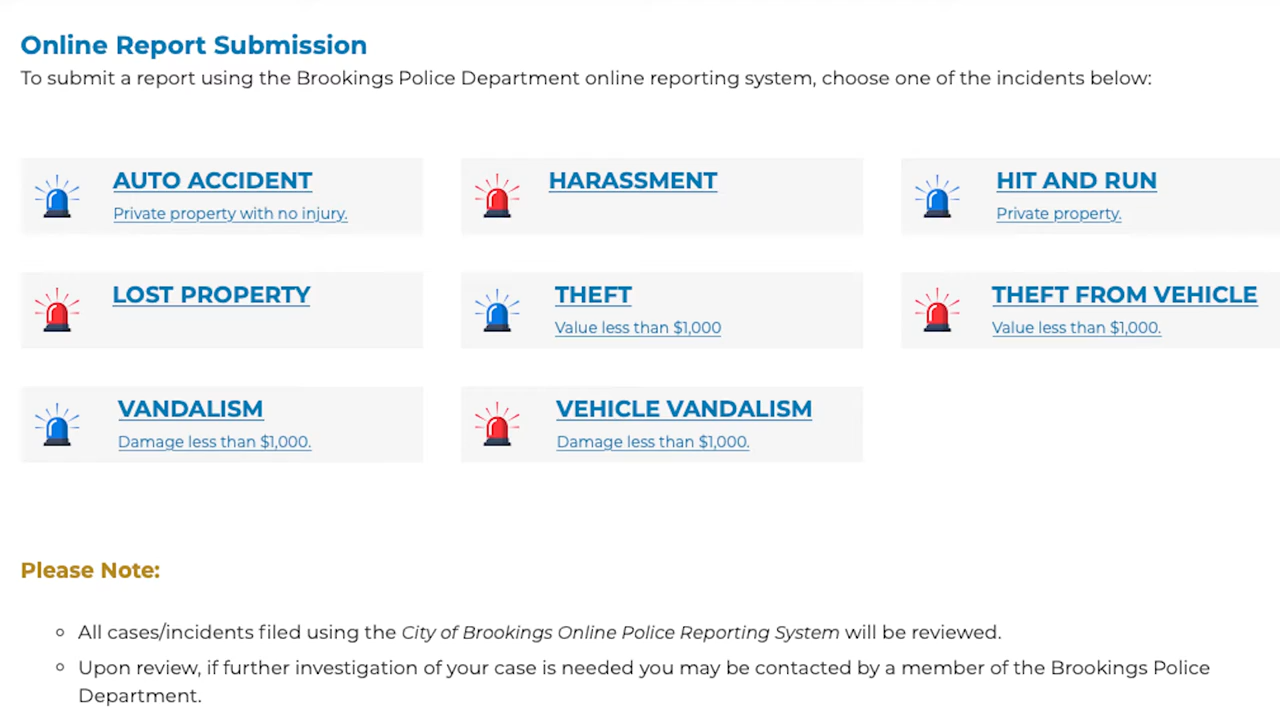 Online Report Submission
To submit a report using the Brookings Police Department online reporting system, choose one of the incidents below:
AUTO ACCIDENT
Private property with no injury.
HARASSMENT
HIT AND RUN
Private property.
LOST PROPERTY
THEFT
Value less than $1,000
THEFT FROM VEHICLE
Value less than $1,000.
VANDALISM
Damage less than $1,000.
VEHICLE VANDALISM
Damage less than $1,000.
Please Note:
All cases/incidents filed using the City of Brookings Online Police Reporting System will be reviewed.
Upon review, if further investigation of your case is needed you may be contacted by a member of the Brookings Police
Department.